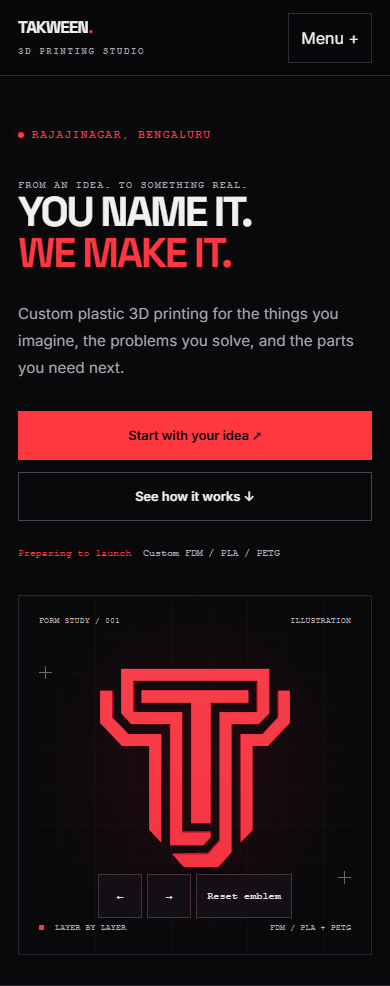 TAKWEEN.
3D PRINTING STUDIO
Menu +
RAJAJINAGAR, BENGALURU
FROM AN IDEA. TO SOMETHING REAL.
YOU NAME IT.
WE MAKE IT.
Custom plastic 3D printing for the things you
imagine, the problems you solve, and the parts
you need next.
Start with your idea ↗
See how it works ↓
Preparing to launch Custom FDM / PLA / PETG
FORM STUDY / 001 ILLUSTRATION
← → Reset emblem
LAYER BY LAYER FDM / PLA + PETG